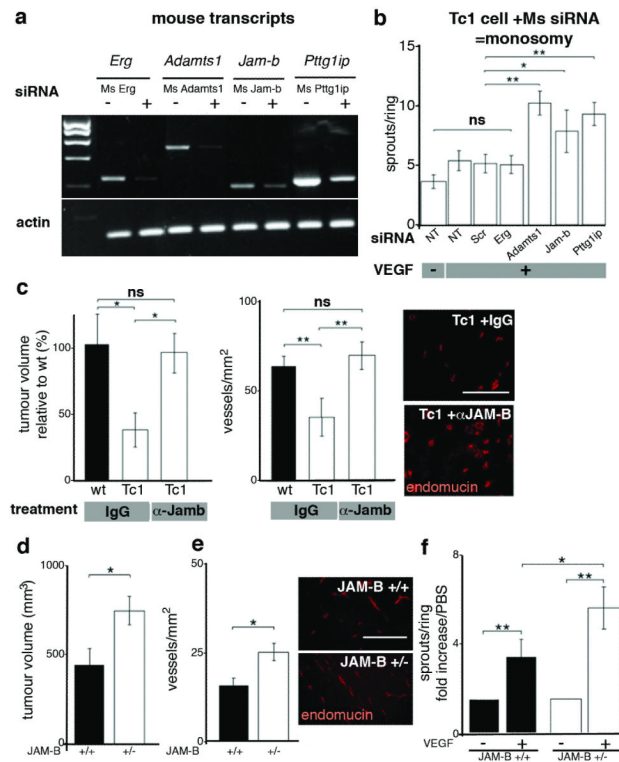 a
mouse transcripts
Erg Adamts1 Jam-b Pttg1ip
siRNA Ms Erg Ms Adamts1 Ms Jam-b Ms Pttg1ip
- + - + - + - +
actin
b
Tc1 cell +Ms siRNA
=monosomy
15
10
5
0
sprouts/ring
ns
**
*
**
siRNA NT NT Scr Erg Adamts1 Jam-b Pttg1ip
VEGF - +
c
tumour volume
relative to wt (%)
100
50
0
ns
* *
wt Tc1 Tc1
treatment IgG α-Jamb
vessels/mm2
100
50
0
ns
** **
wt Tc1 Tc1
IgG α-Jamb
Tc1 +IgG
Tc1 +αJAM-B
endomucin
d
tumour volume (mm3)
1000
500
0
*
JAM-B +/+ +/-
e
vessels/mm2
50
25
0
*
JAM-B +/+ +/-
JAM-B +/+
JAM-B +/-
endomucin
f
sprouts/ring
fold increase/PBS
8
4
0
*
** **
VEGF - + - +
JAM-B +/+ JAM-B +/-